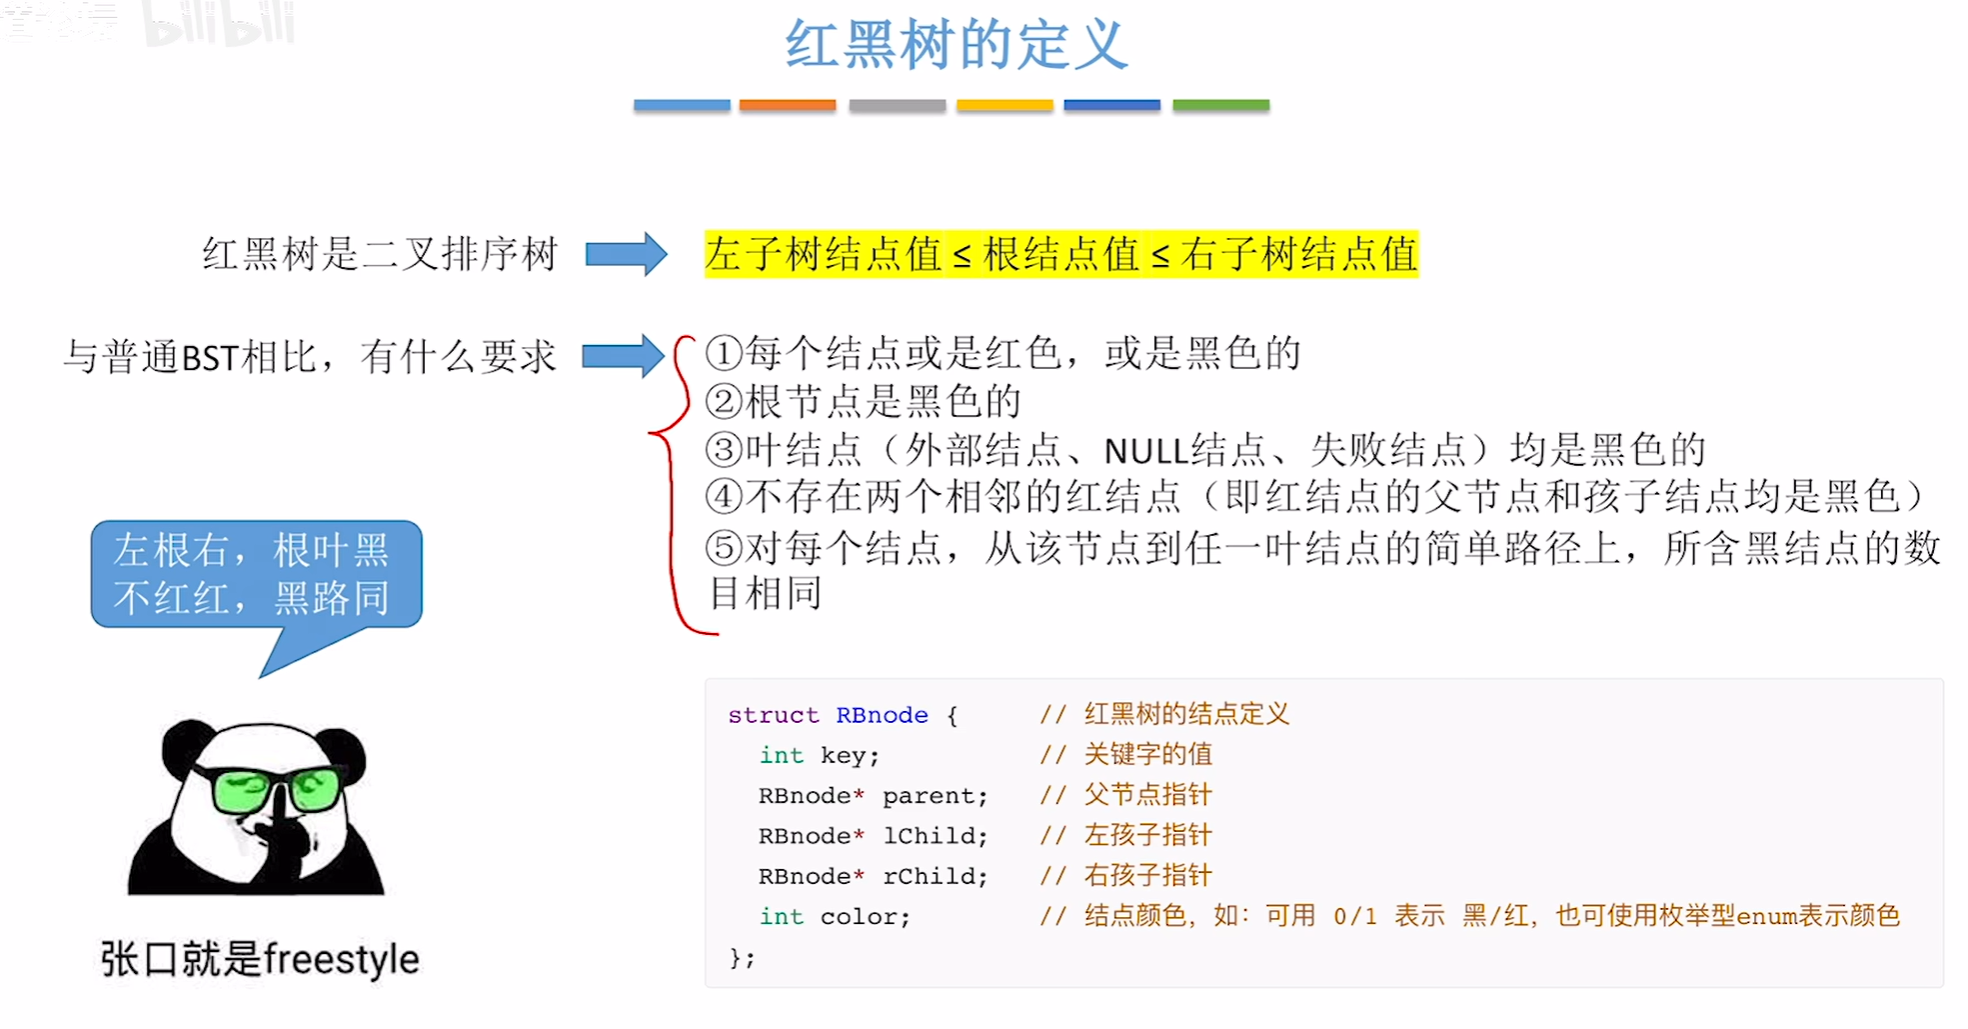 bilibili
红黑树的定义
红黑树是二叉排序树
左子树结点值 ≤ 根结点值 ≤ 右子树结点值
与普通BST相比，有什么要求
①每个结点或是红色，或是黑色的
②根节点是黑色的
③叶结点（外部结点、NULL结点、失败结点）均是黑色的
④不存在两个相邻的红结点（即红结点的父节点和孩子结点均是黑色）
⑤对每个结点，从该节点到任一叶结点的简单路径上，所含黑结点的数
目相同
左根右，根叶黑
不红红，黑路同
张口就是freestyle
struct RBnode { // 红黑树的结点定义
int key; // 关键字的值
RBnode* parent; // 父节点指针
RBnode* lChild; // 左孩子指针
RBnode* rChild; // 右孩子指针
int color; // 结点颜色，如：可用 0/1 表示 黑/红，也可使用枚举型enum表示颜色
};